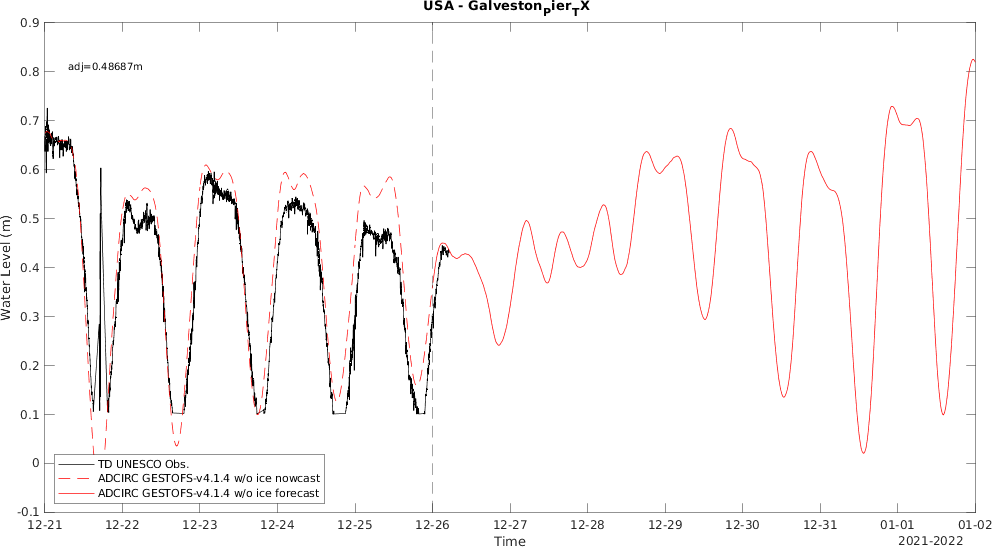 USA - GalvestonPierTX
0.9
0.8
0.7
0.6
0.5
0.4
0.3
0.2
0.1
0
-0.1
Water Level (m)
adj=0.48687m
TD UNESCO Obs.
ADCIRC GESTOFS-v4.1.4 w/o ice nowcast
ADCIRC GESTOFS-v4.1.4 w/o ice forecast
12-21 12-22 12-23 12-24 12-25 12-26 12-27 12-28 12-29 12-30 12-31 01-01 01-02
Time
2021-2022